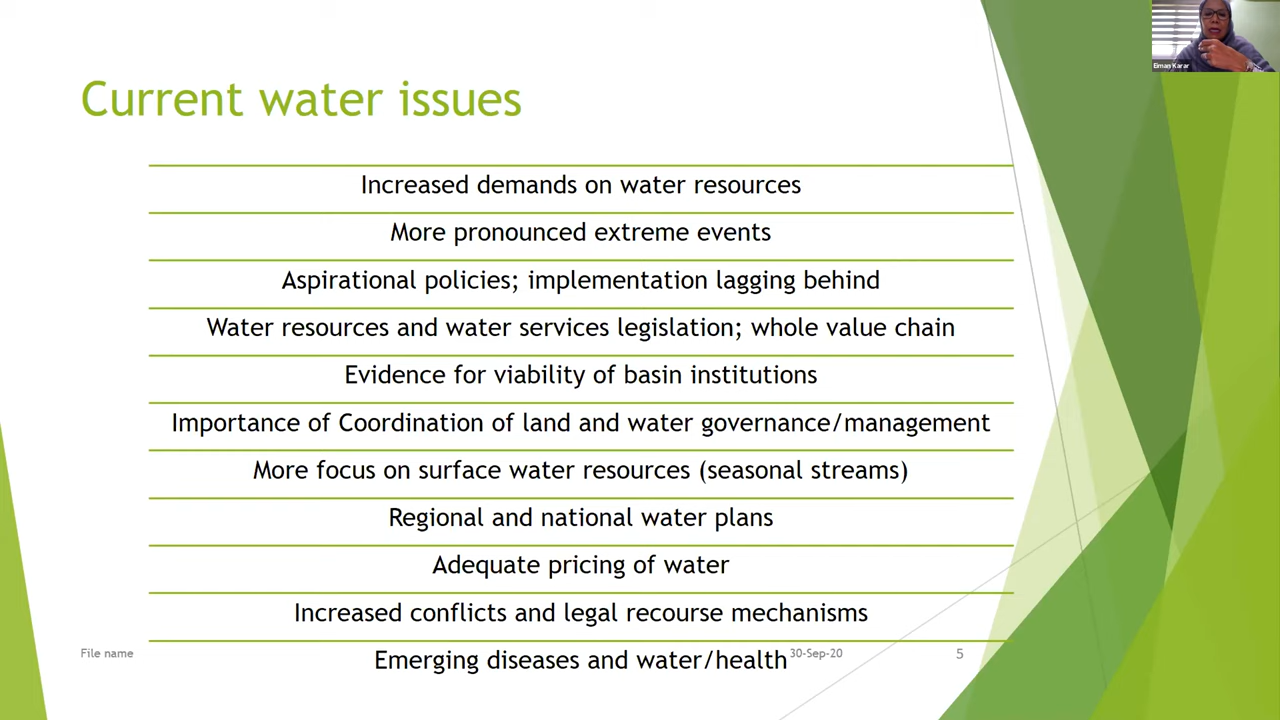 Eiman Karar
Current water issues
Increased demands on water resources
More pronounced extreme events
Aspirational policies; implementation lagging behind
Water resources and water services legislation; whole value chain
Evidence for viability of basin institutions
Importance of Coordination of land and water governance/management
More focus on surface water resources (seasonal streams)
Regional and national water plans
Adequate pricing of water
Increased conflicts and legal recourse mechanisms
Emerging diseases and water/health
File name
30-Sep-20
5